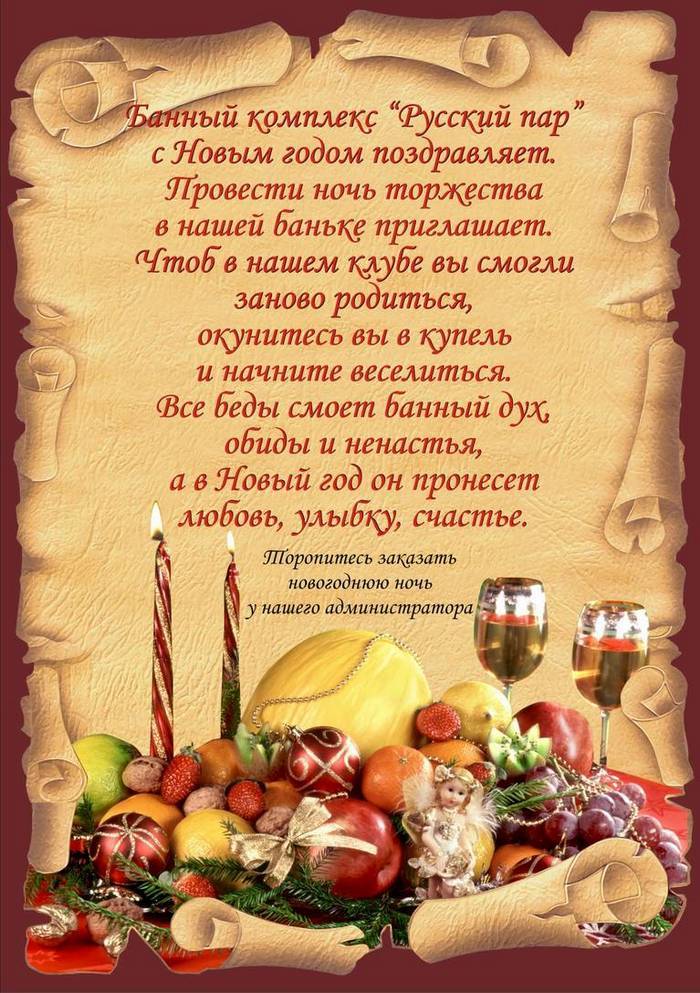 Банный комплекс “Русский пар”
с Новым годом поздравляет.
Провести ночь торжества
в нашей баньке приглашает.
Чтоб в нашем клубе вы смогли
заново родиться,
окунитесь вы в купель
и начните веселиться.
Все беды смоет банный дух,
обиды и ненастья,
а в Новый год он пронесет
любовь, улыбку, счастье.
Торопитесь заказать
новогоднюю ночь
у нашего администратора